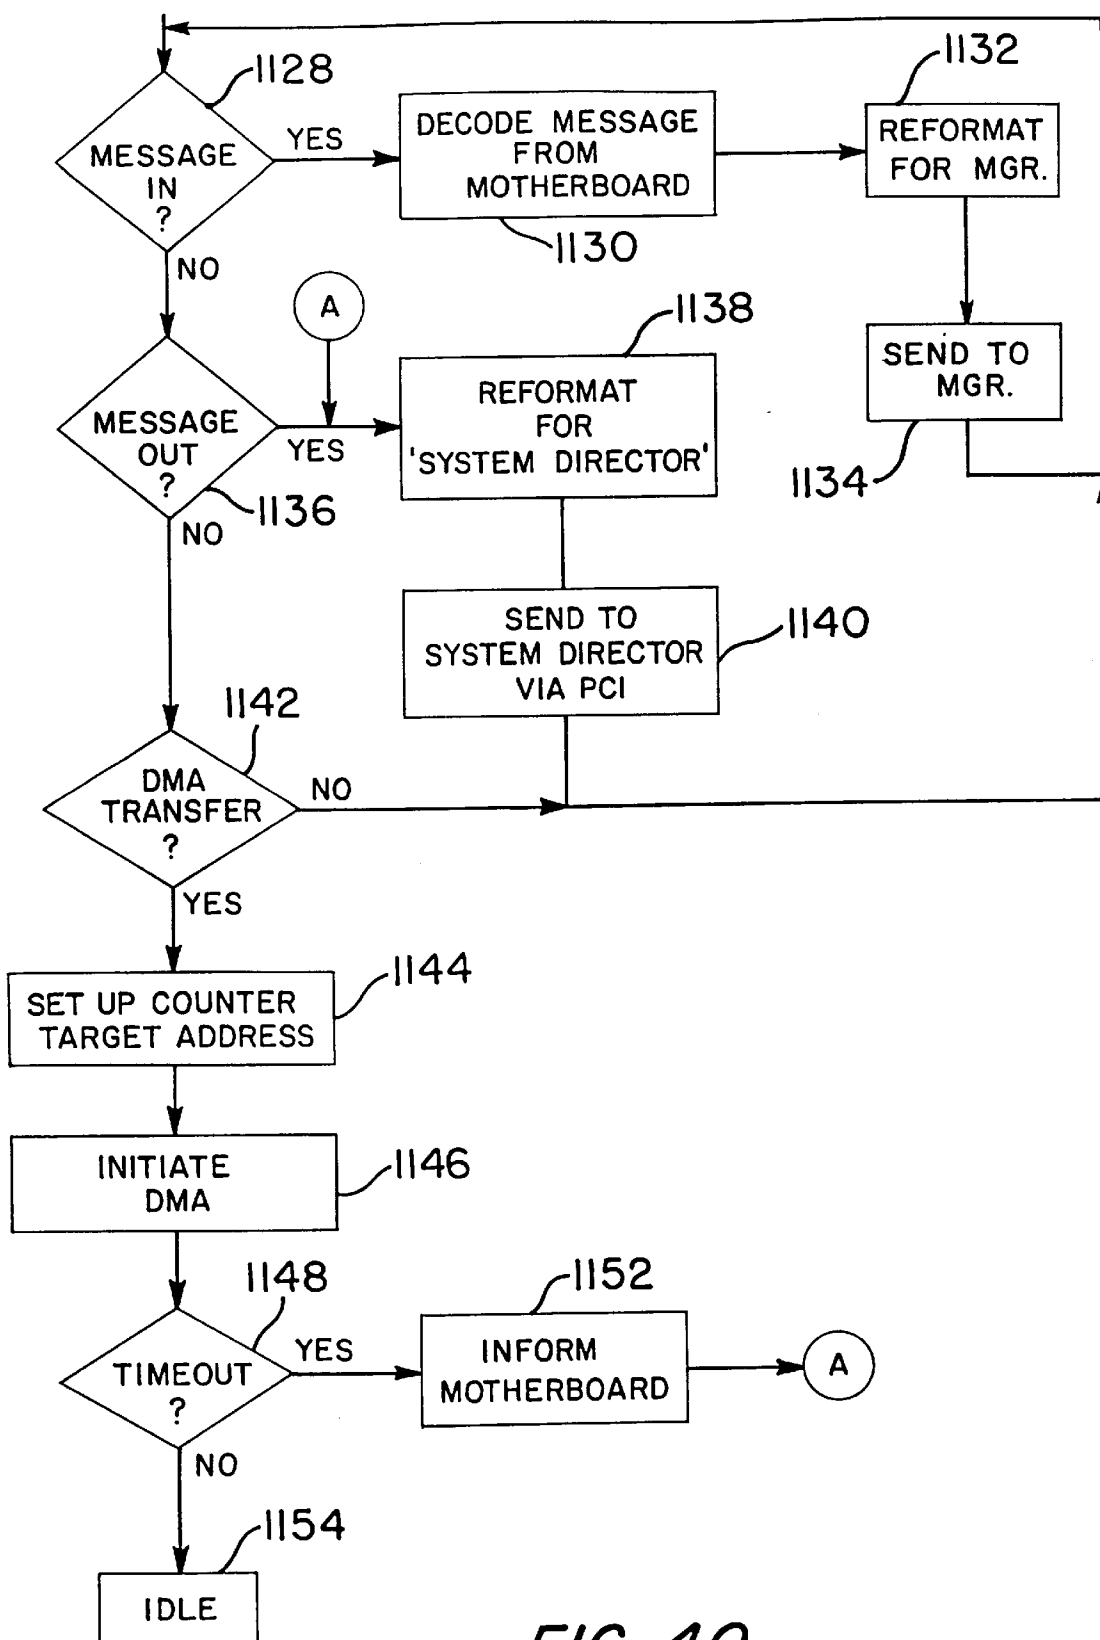 1128
MESSAGE
IN
?
YES
NO
DECODE MESSAGE
FROM
MOTHERBOARD
1130
1132
REFORMAT
FOR MGR.
SEND TO
MGR.
1134
A
MESSAGE
OUT
?
YES
1136
NO
1138
REFORMAT
FOR
'SYSTEM DIRECTOR'
SEND TO
SYSTEM DIRECTOR
VIA PCI
1140
1142
DMA
TRANSFER
?
NO
YES
1144
SET UP COUNTER
TARGET ADDRESS
INITIATE
DMA
1146
1148
TIMEOUT
?
YES
NO
1152
INFORM
MOTHERBOARD
A
1154
IDLE